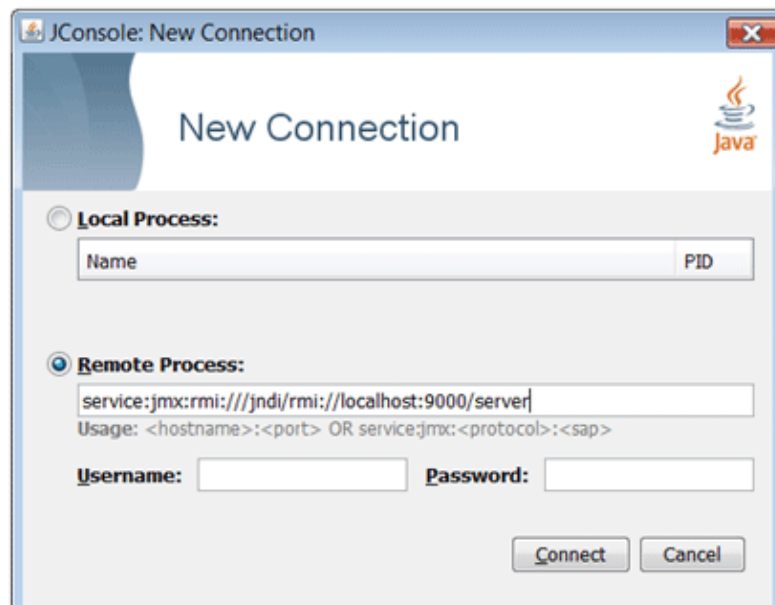 JConsole: New Connection
New Connection
Java
Local Process:
Name PID
Remote Process:
service:jmx:rmi:///jndi/rmi://localhost:9000/server
Usage: <hostname>:<port> OR service:jmx:<protocol>:<sap>
Username: Password:
Connect Cancel